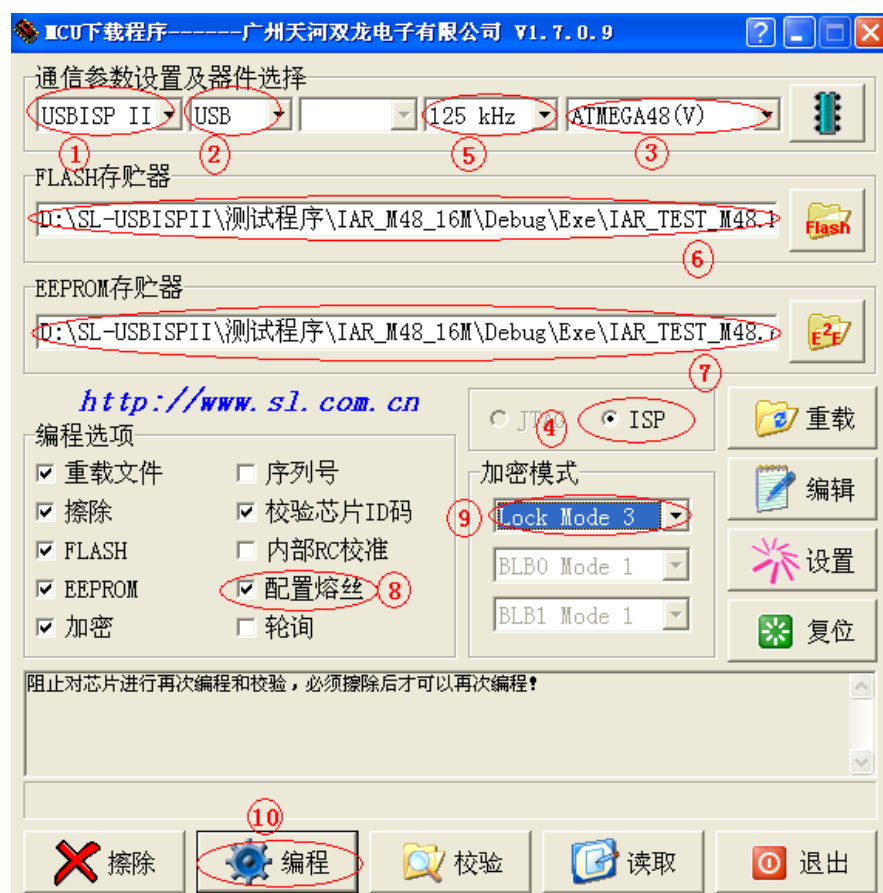 MCU下载程序------广州天河双龙电子有限公司 V1.7.0.9
通信参数设置及器件选择
USBISP II USB 125 kHz ATMEGA48(V)
① ② ⑤ ③
FLASH存贮器
D:\SL-USBISPII\测试程序\IAR_M48_16M\Debug\Exe\IAR_TEST_M48.
Flash
⑥
EEPROM存贮器
D:\SL-USBISPII\测试程序\IAR_M48_16M\Debug\Exe\IAR_TEST_M48.
E²E
⑦
http://www.sl.com.cn
JTAG ④ ISP
重载
编程选项
重载文件 序列号
擦除 校验芯片ID码
FLASH 内部RC校准
EEPROM 配置熔丝 ⑧
加密 轮询
加密模式
⑨ Lock Mode 3
BLB0 Mode 1
BLB1 Mode 1
编辑
设置
复位
阻止对芯片进行再次编程和校验，必须擦除后才可以再次编程!
⑩
擦除 编程 校验 读取 退出